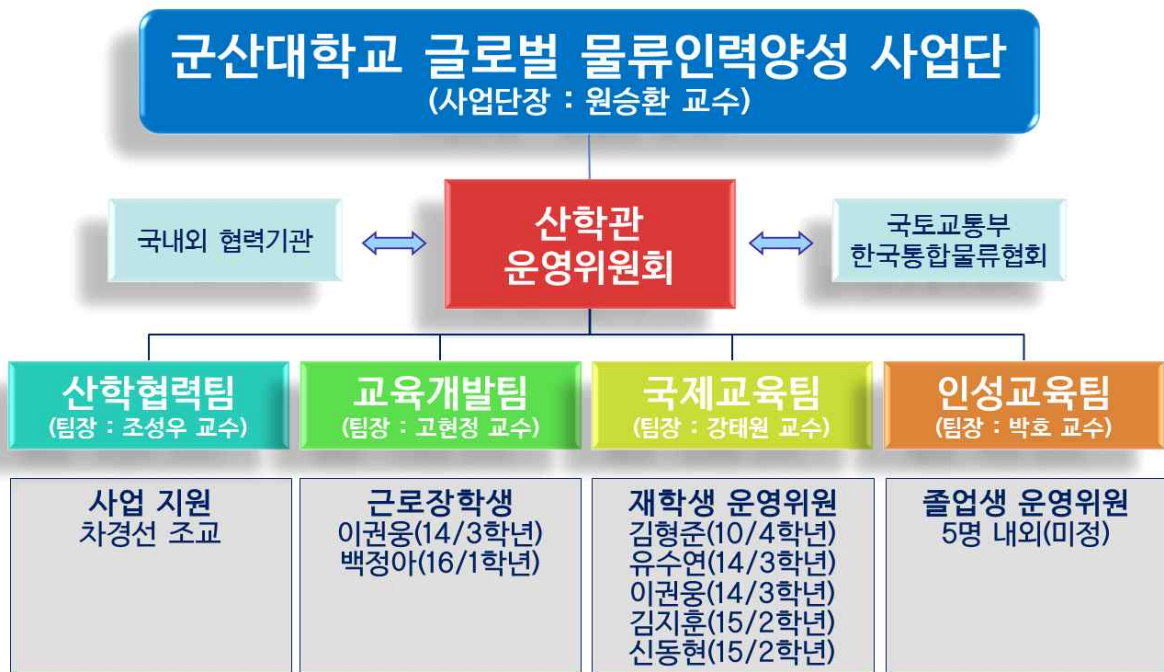 군산대학교 글로벌 물류인력양성 사업단
(사업단장 : 원승환 교수)
국내외 협력기관
산학관
운영위원회
국토교통부
한국통합물류협회
산학협력팀
(팀장 : 조성우 교수)
교육개발팀
(팀장 : 고현정 교수)
국제교육팀
(팀장 : 강태원 교수)
인성교육팀
(팀장 : 박호 교수)
사업 지원
차경선 조교
근로장학생
이권웅(14/3학년)
백정아(16/1학년)
재학생 운영위원
김형준(10/4학년)
유수연(14/3학년)
이권웅(14/3학년)
김지훈(15/2학년)
신동현(15/2학년)
졸업생 운영위원
5명 내외(미정)